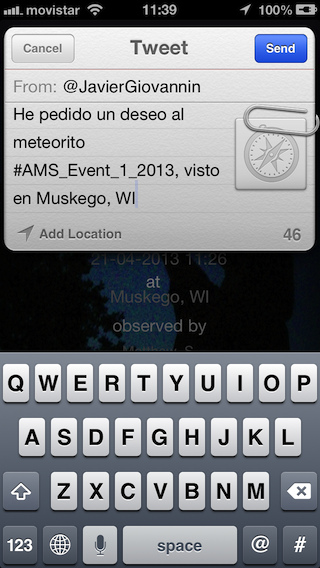 movistar 11:39 100%
Cancel Tweet Send
From: @JavierGiovannin
He pedido un deseo al
meteorito
#AMS_Event_1_2013, visto
en Muskego, WI
Add Location 46
21-04-2013 11:26
at
Muskego, WI
observed by
Q W E R T Y U I O P
A S D F G H J K L
Z X C V B N M
123 space @ #